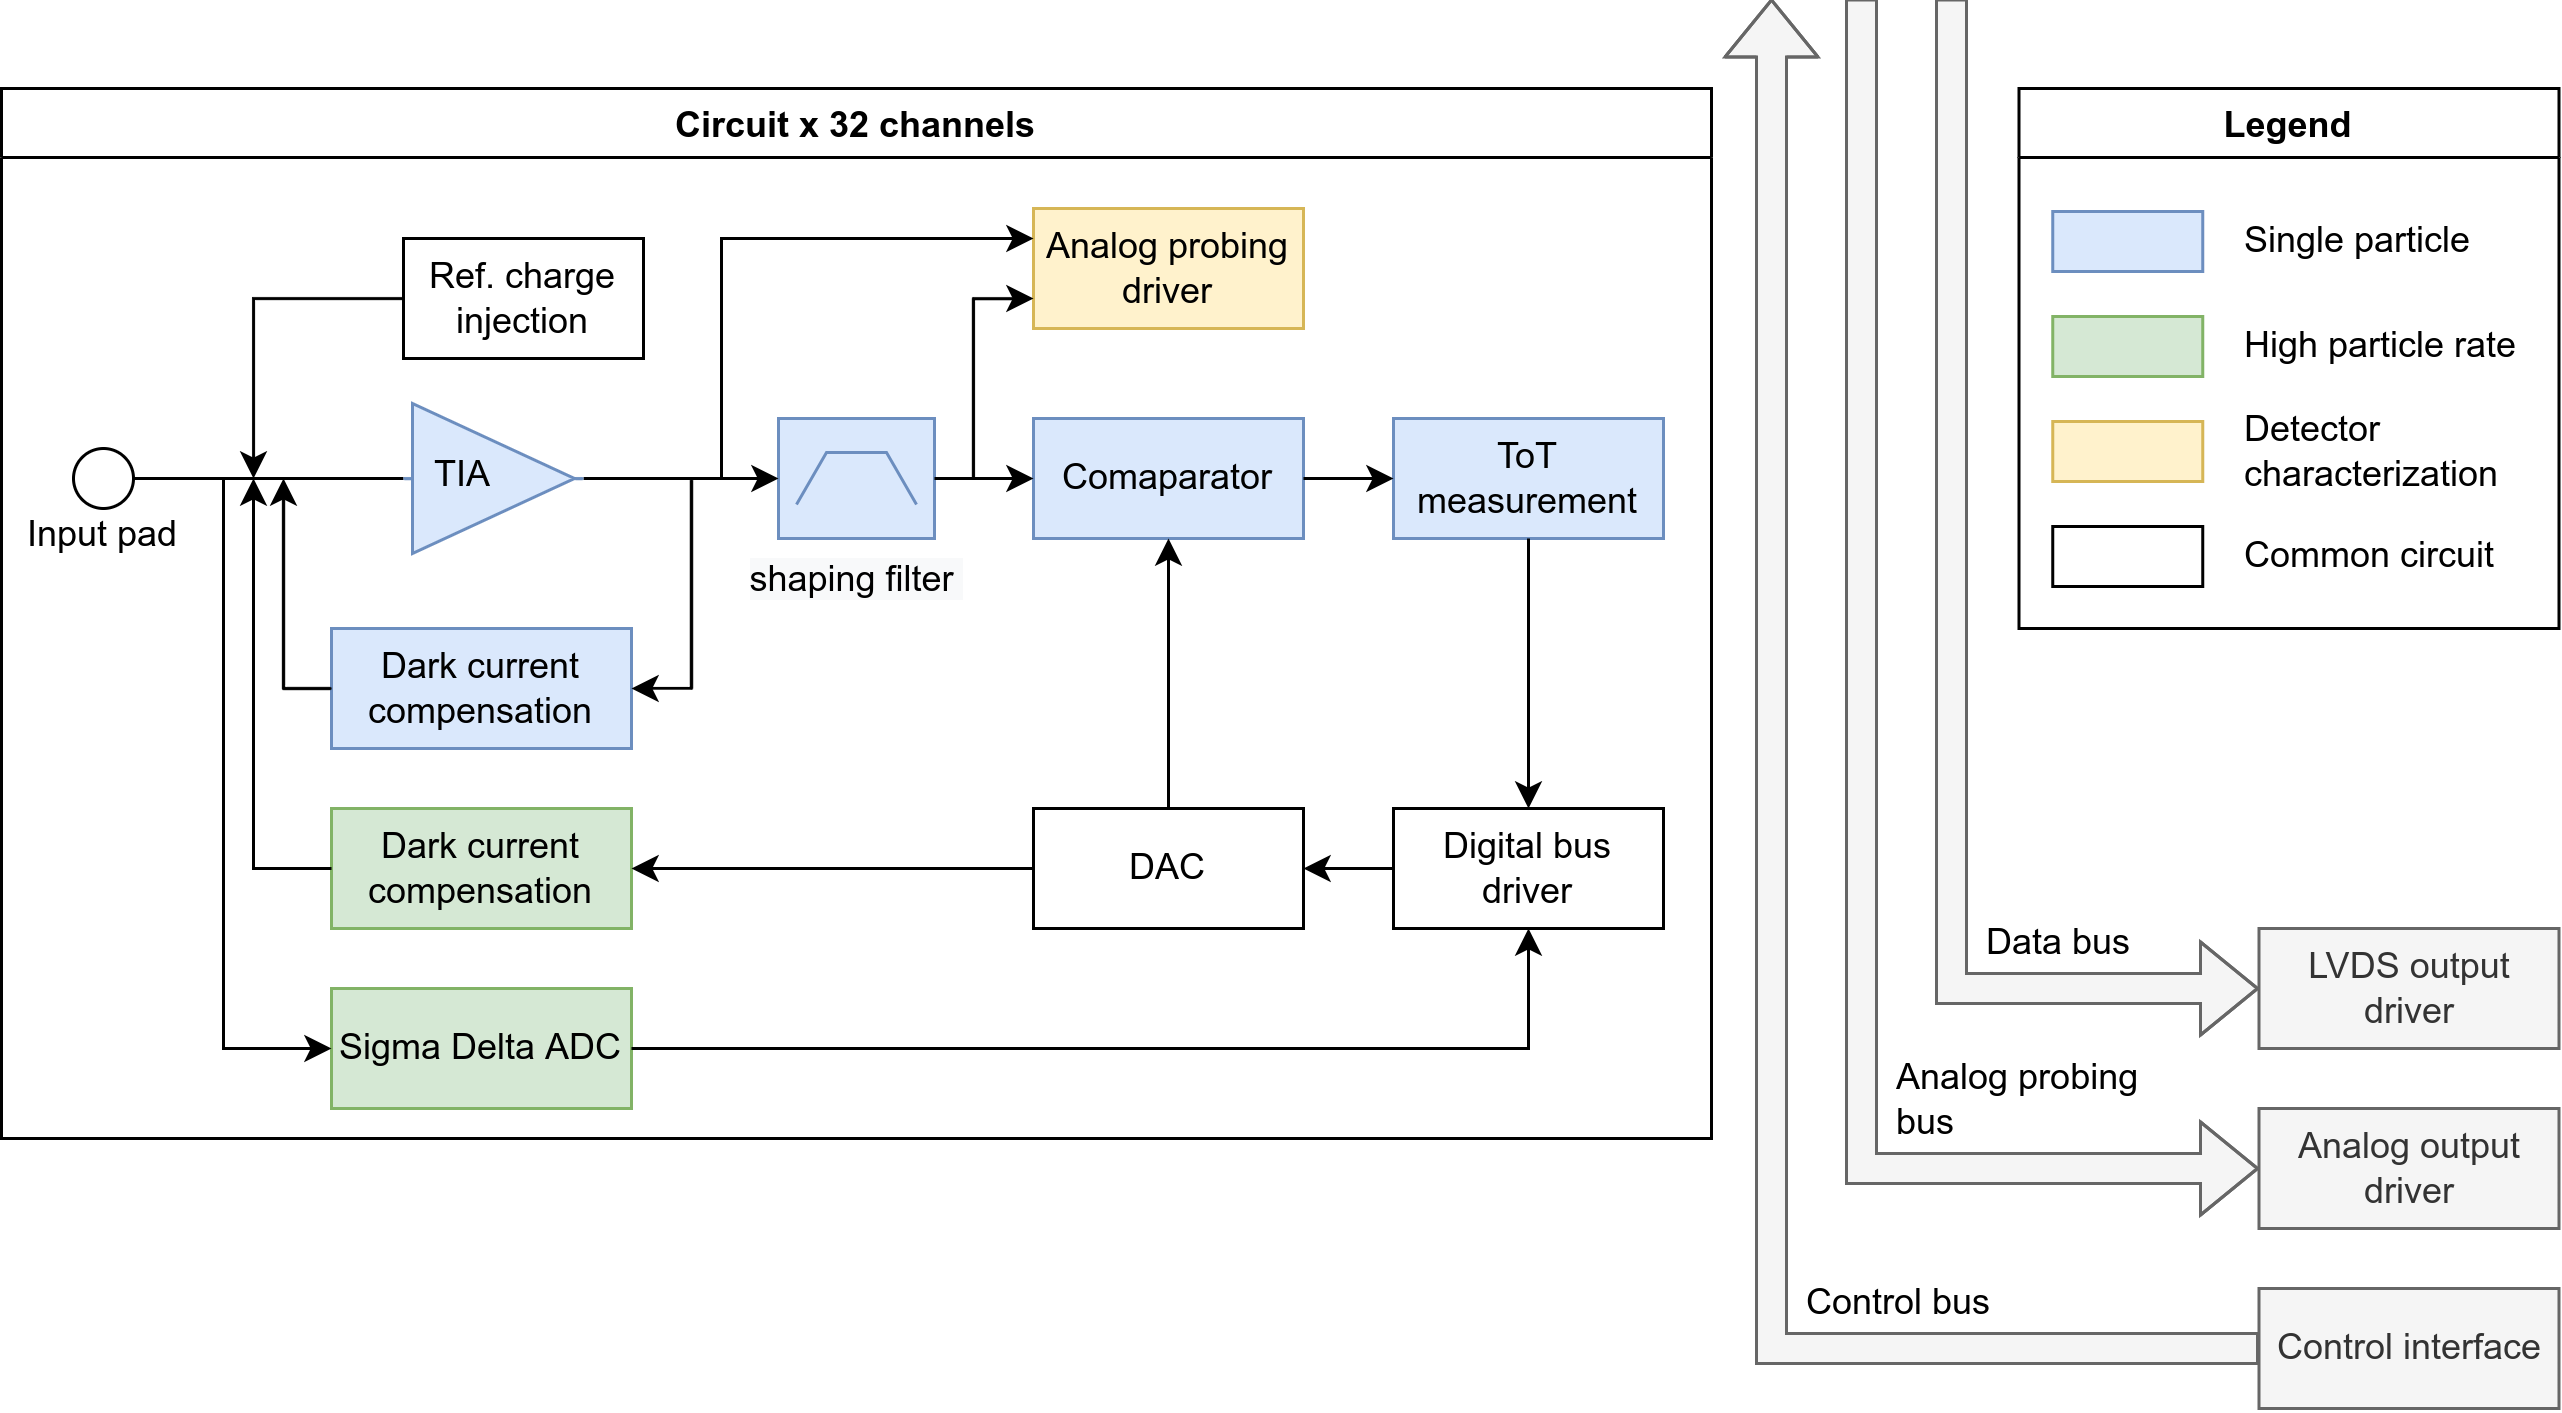 Circuit x 32 channels
Legend
Ref. charge
injection
Analog probing
driver
Single particle
High particle rate
Detector
characterization
Common circuit
Input pad
TIA
shaping filter
Comaparator
ToT
measurement
Dark current
compensation
Dark current
compensation
DAC
Digital bus
driver
Sigma Delta ADC
Data bus
LVDS output
driver
Analog probing
bus
Analog output
driver
Control bus
Control interface